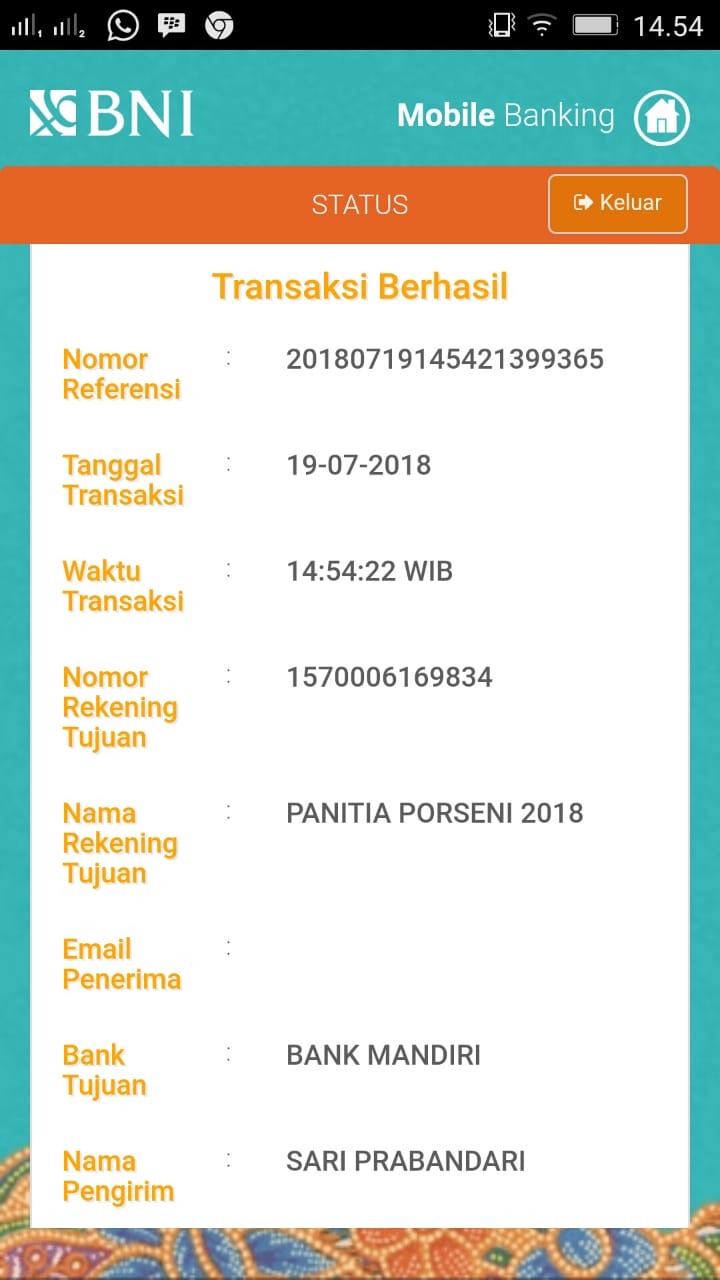 1 2 14.54
BNI Mobile Banking
STATUS Keluar
Transaksi Berhasil
Nomor Referensi : 20180719145421399365
Tanggal Transaksi : 19-07-2018
Waktu Transaksi : 14:54:22 WIB
Nomor Rekening Tujuan : 1570006169834
Nama Rekening Tujuan : PANITIA PORSENI 2018
Email Penerima :
Bank Tujuan : BANK MANDIRI
Nama Pengirim : SARI PRABANDARI